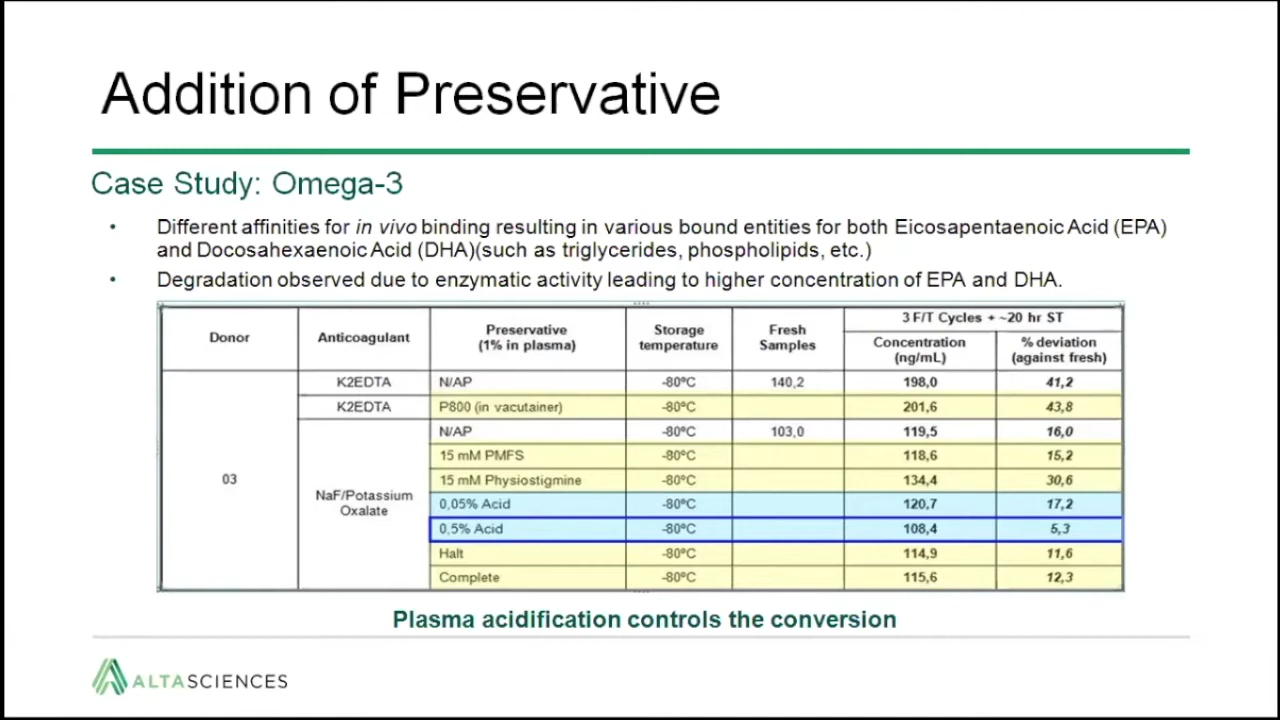 Addition of Preservative
Case Study: Omega-3
• Different affinities for in vivo binding resulting in various bound entities for both Eicosapentaenoic Acid (EPA)
and Docosahexaenoic Acid (DHA)(such as triglycerides, phospholipids, etc.)
• Degradation observed due to enzymatic activity leading to higher concentration of EPA and DHA.
Donor Anticoagulant Preservative (1% in plasma) Storage temperature Fresh Samples 3 F/T Cycles + ~20 hr ST
Concentration (ng/mL) % deviation (against fresh)
K2EDTA N/AP -80ºC 140,2 198,0 41,2
K2EDTA P800 (in vacutainer) -80ºC 201,6 43,8
N/AP -80ºC 103,0 119,5 16,0
15 mM PMFS -80ºC 118,6 15,2
03 NaF/Potassium Oxalate 15 mM Physiostigmine -80ºC 134,4 30,6
0,05% Acid -80ºC 120,7 17,2
0,5% Acid -80ºC 108,4 5,3
Halt -80ºC 114,9 11,6
Complete -80ºC 115,6 12,3
Plasma acidification controls the conversion
ALTASCIENCES